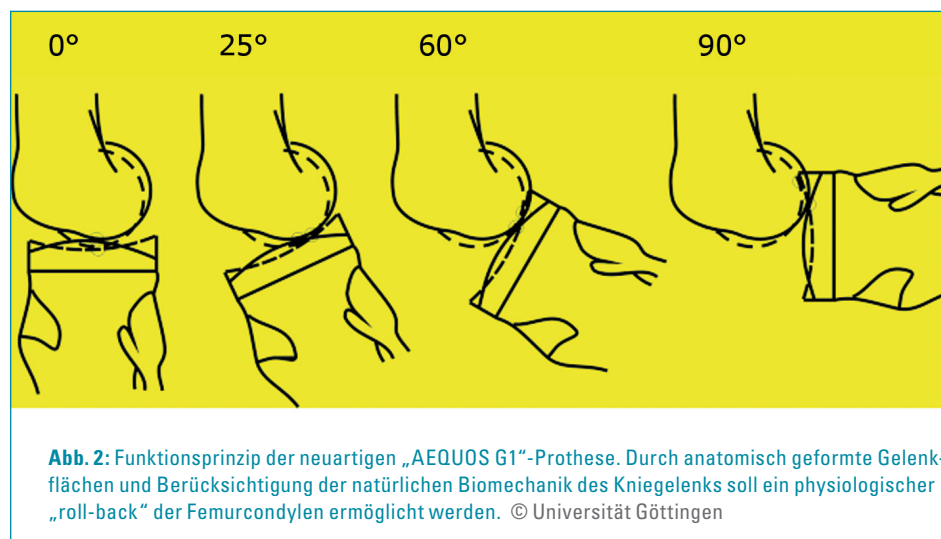 0° 25° 60° 90°
Abb. 2: Funktionsprinzip der neuartigen „AEQUOS G1“-Prothese. Durch anatomisch geformte Gelenk-
flächen und Berücksichtigung der natürlichen Biomechanik des Kniegelenks soll ein physiologischer
„roll-back“ der Femurcondylen ermöglicht werden. © Universität Göttingen